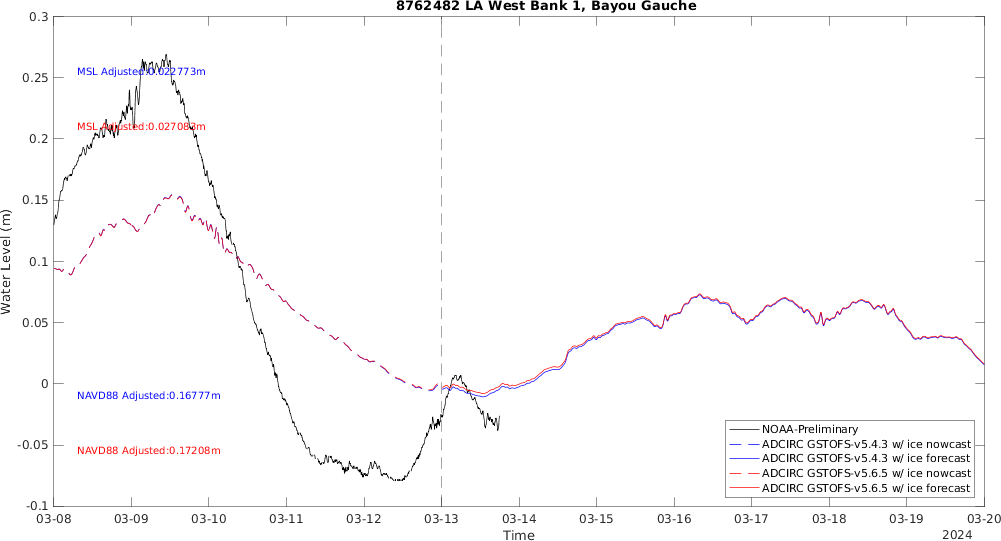 8762482 LA West Bank 1, Bayou Gauche
0.3
0.25
0.2
0.15
0.1
0.05
0
-0.05
-0.1
Water Level (m)
MSL Adjusted:0.022773m
MSL Adjusted:0.027083m
NAVD88 Adjusted:0.16777m
NAVD88 Adjusted:0.17208m
NOAA-Preliminary
ADCIRC GSTOFS-v5.4.3 w/ ice nowcast
ADCIRC GSTOFS-v5.4.3 w/ ice forecast
ADCIRC GSTOFS-v5.6.5 w/ ice nowcast
ADCIRC GSTOFS-v5.6.5 w/ ice forecast
03-08 03-09 03-10 03-11 03-12 03-13 03-14 03-15 03-16 03-17 03-18 03-19 03-20
Time
2024